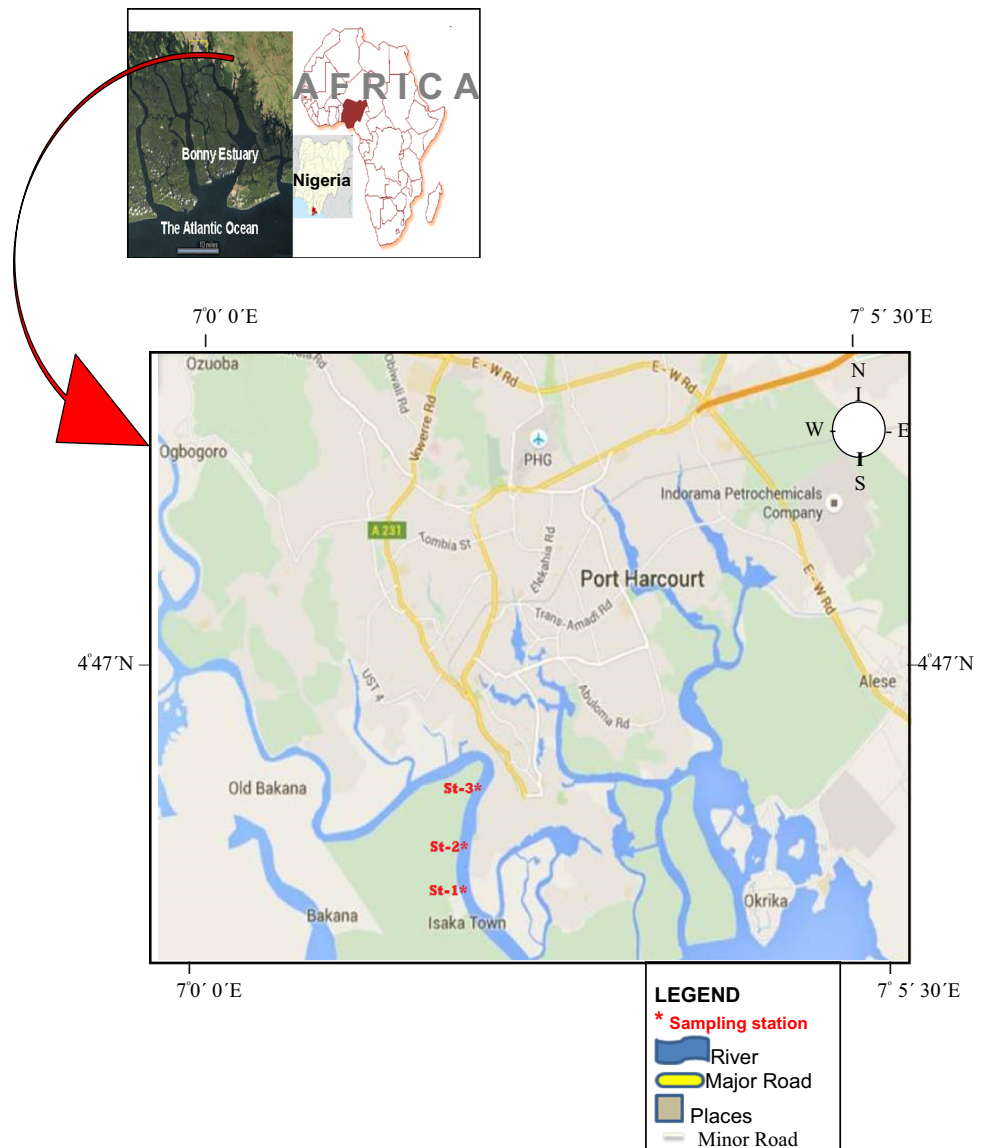 AFRICA
Bonny Estuary
Nigeria
The Atlantic Ocean
10 miles
7°0′ 0′E
7° 5′ 30′E
Ozuoba
Rd
Obiwali Rd
E - W Rd
E - W Rd
N
Ikwerre Rd
W
E
Ogbogoro
PHG
S
Indorama Petrochemicals
Company
A 231
Tombia St
Elekahia Rd
Port Harcourt
E - W Rd
Trans-Amadi Rd
4°47′N
4°47′N
UST 4
Alese
Abuloma Rd
Old Bakana
St-3*
St-2*
St-1*
Okrika
Bakana
Isaka Town
7°0′ 0′E
7° 5′ 30′E
LEGEND
* Sampling station
River
Major Road
Places
Minor Road